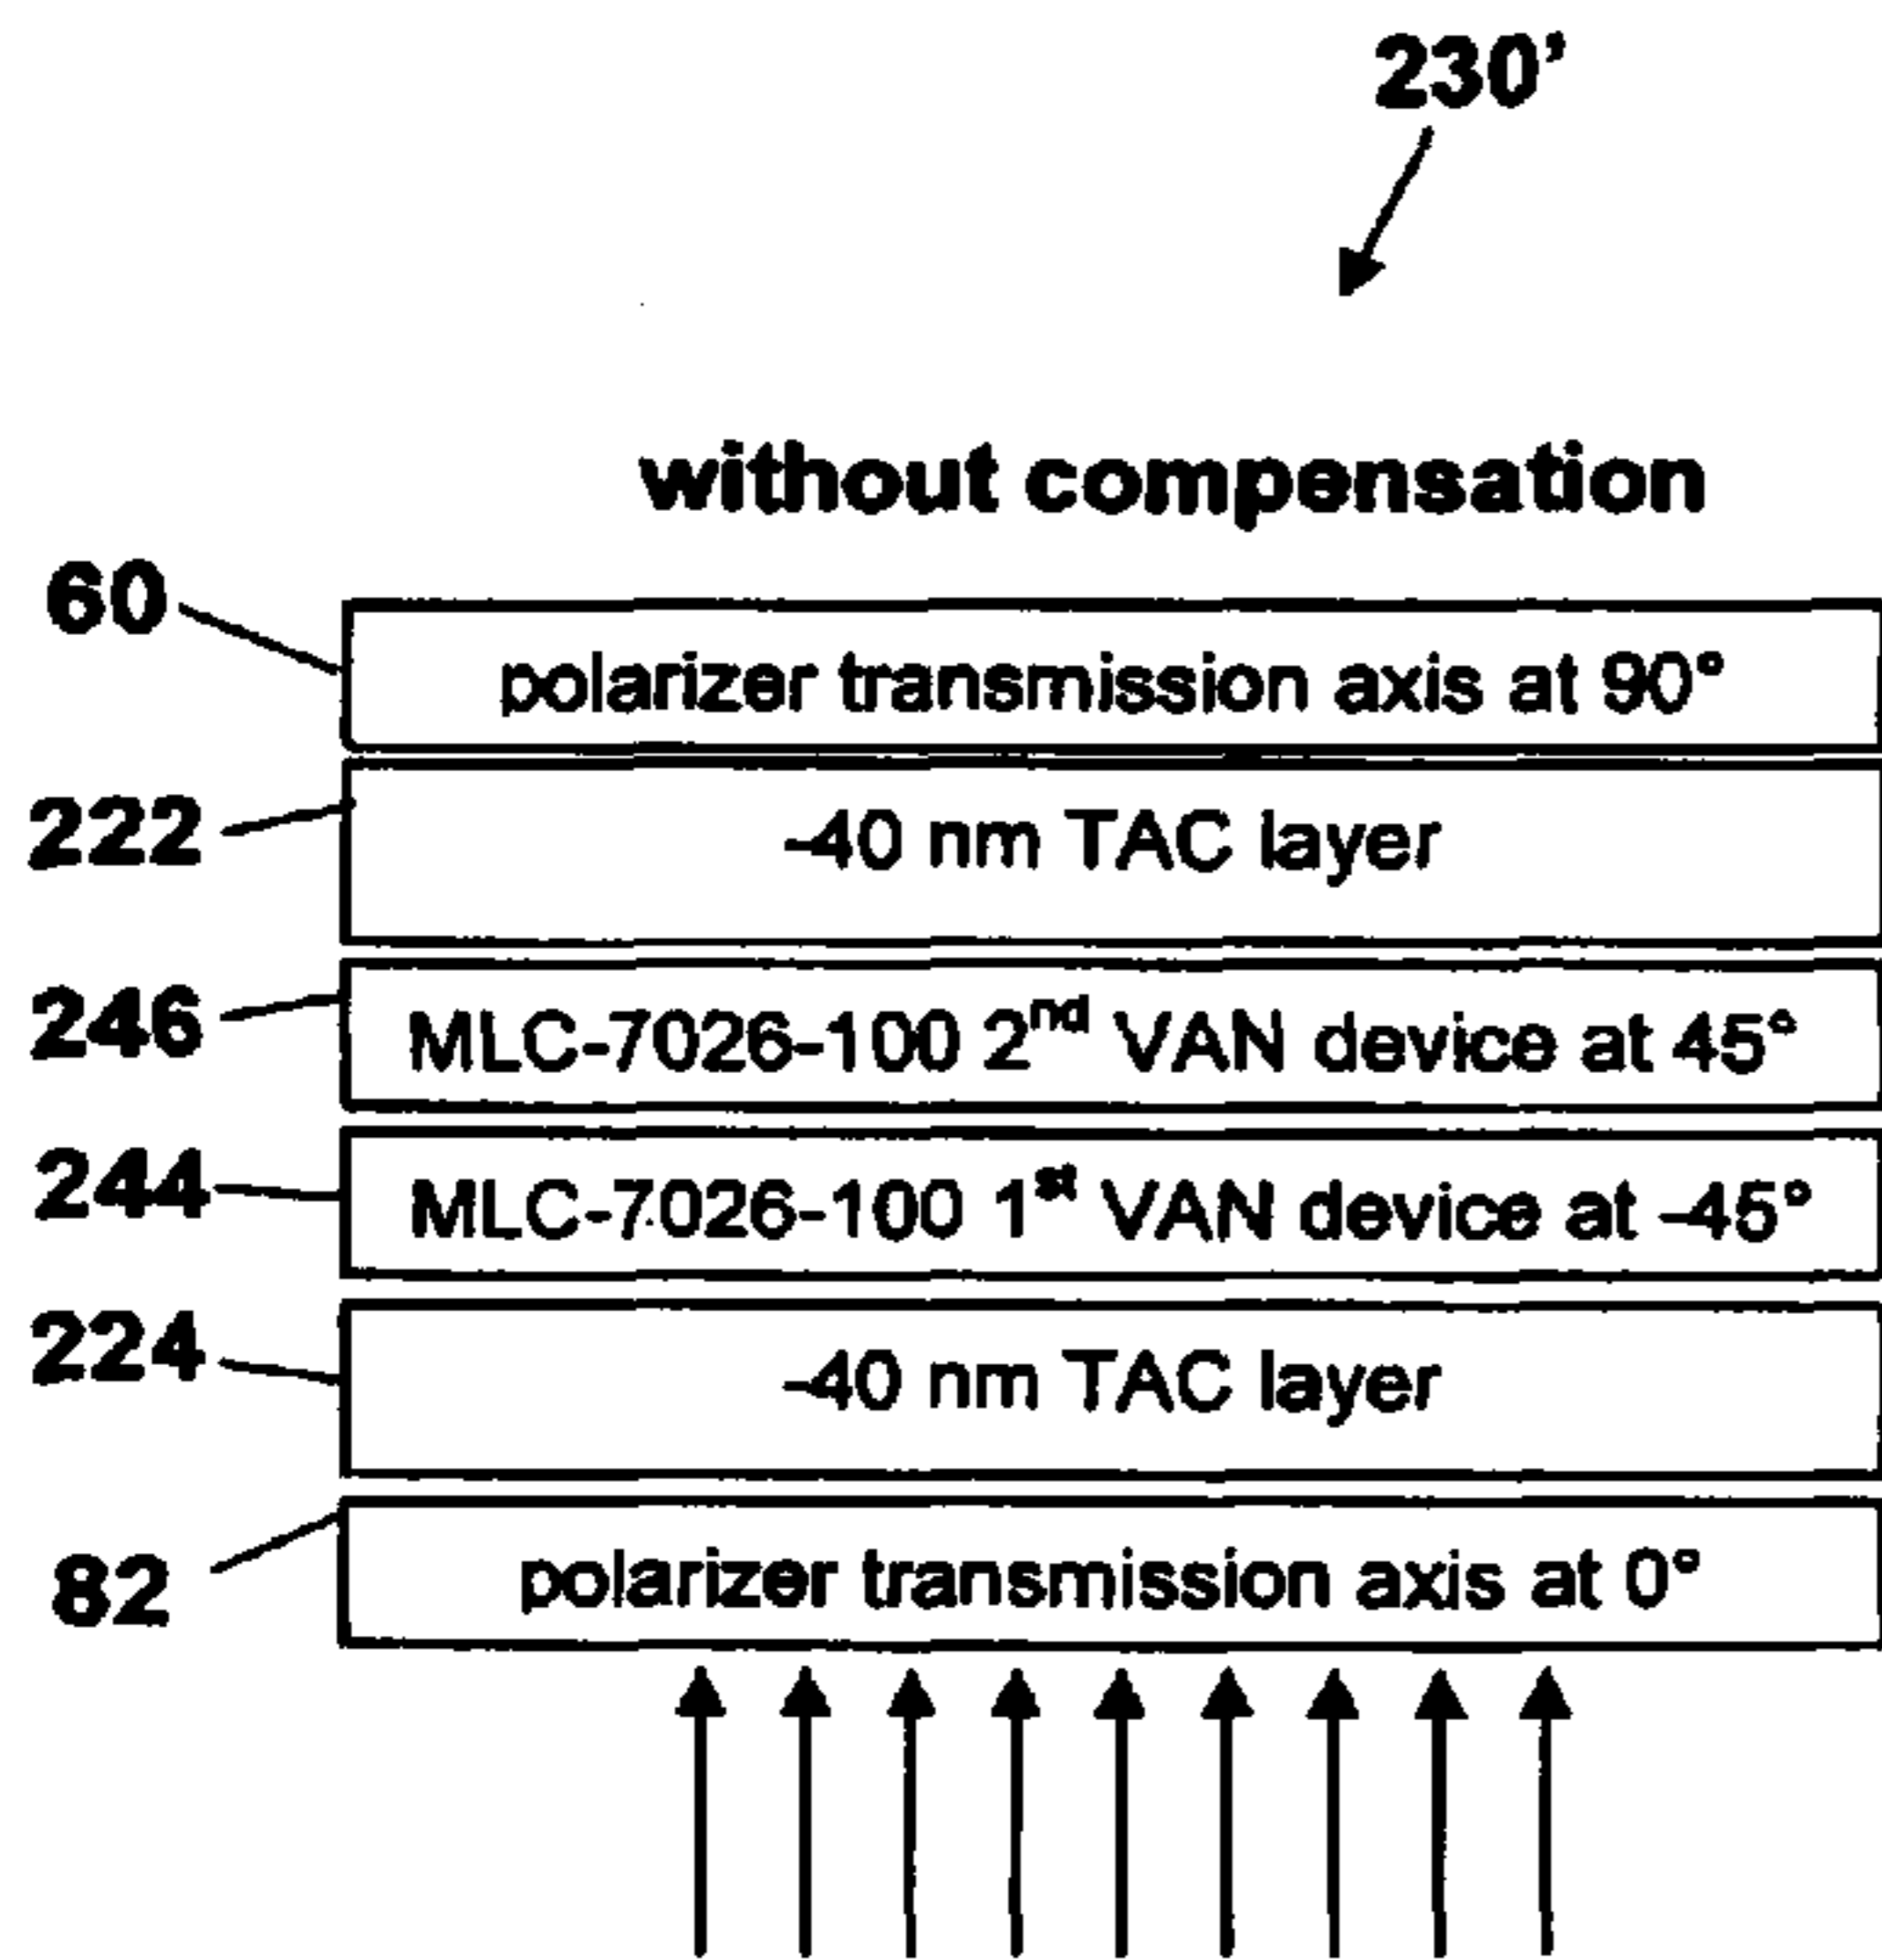 230'
without compensation
60
polarizer transmission axis at 90°
222
-40 nm TAC layer
246
MLC-7026-100 2nd VAN device at 45°
244
MLC-7026-100 1st VAN device at -45°
224
-40 nm TAC layer
82
polarizer transmission axis at 0°